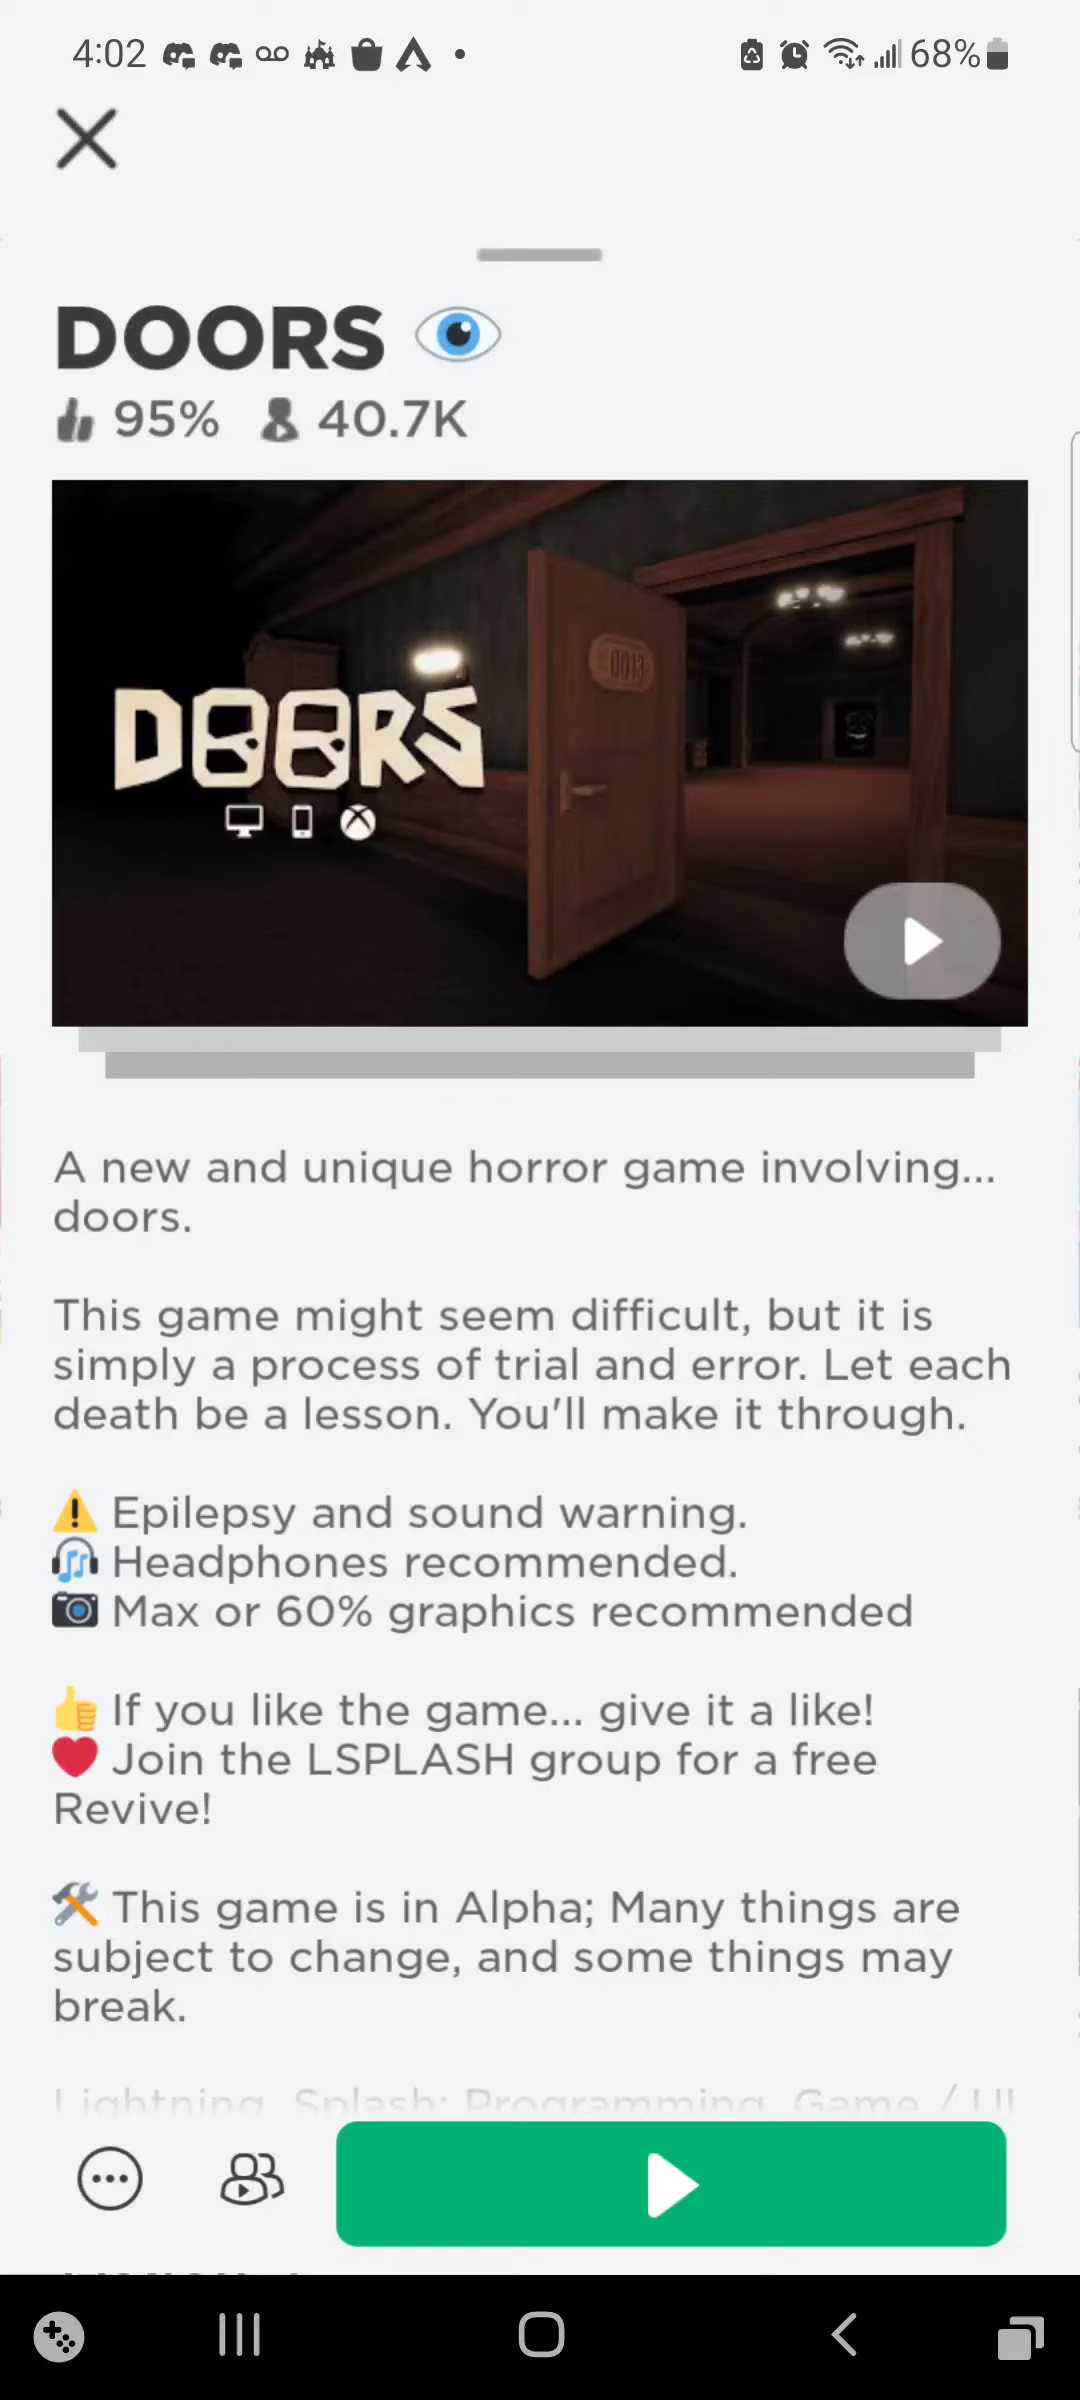 4:02 68%
DOORS
95% 40.7K
DOORS
0013
A new and unique horror game involving...
doors.
This game might seem difficult, but it is
simply a process of trial and error. Let each
death be a lesson. You'll make it through.
Epilepsy and sound warning.
Headphones recommended.
Max or 60% graphics recommended
If you like the game... give it a like!
Join the LSPLASH group for a free
Revive!
This game is in Alpha; Many things are
subject to change, and some things may
break.
Lightning_Splash: Programming, Game / UI